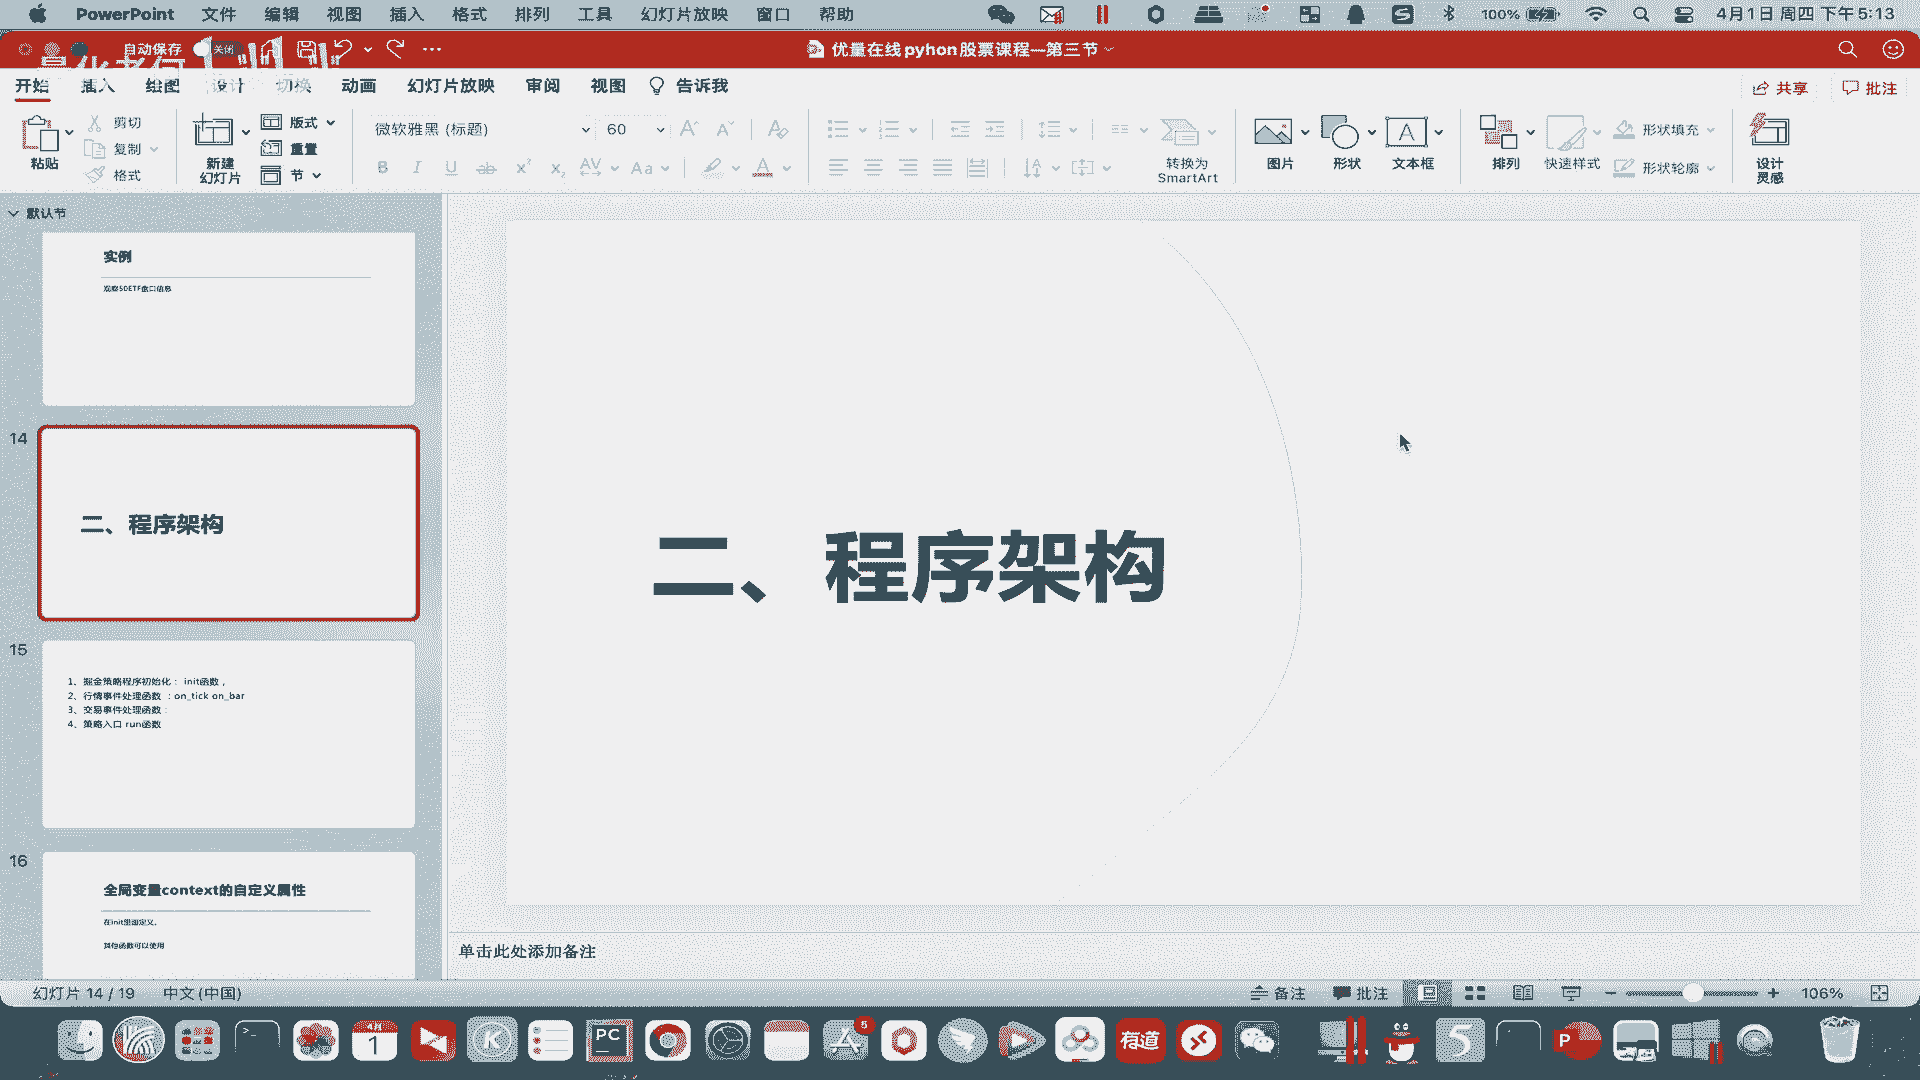 PowerPoint 文件 编辑 视图 插入 格式 排列 工具 幻灯片放映 窗口 帮助 100% 4月1日 周四 下午5:13
自动保存 关闭 优量在线pyhon股票课程—第三节
量化老何
开始 插入 绘图 设计 切换 动画 幻灯片放映 审阅 视图 告诉我 共享 批注
粘贴 剪切 复制 格式
新建幻灯片 版式 重置 节
微软雅黑 (标题) 60
转换为 SmartArt
图片 形状 文本框 排列 快速样式 形状填充 形状轮廓 设计灵感
默认节
实例
观察50ETF盘口信息
14
二、程序架构
15
1、掘金策略程序初始化： init函数，
2、行情事件处理函数 ：on_tick on_bar
3、交易事件处理函数：
4、策略入口 run函数
16
全局变量context的自定义属性
在init里面定义，
其他函数可以使用
二、程序架构
单击此处添加备注
幻灯片 14 / 19 中文 (中国) 备注 批注 106%
4月
1
PC
5
有道
P